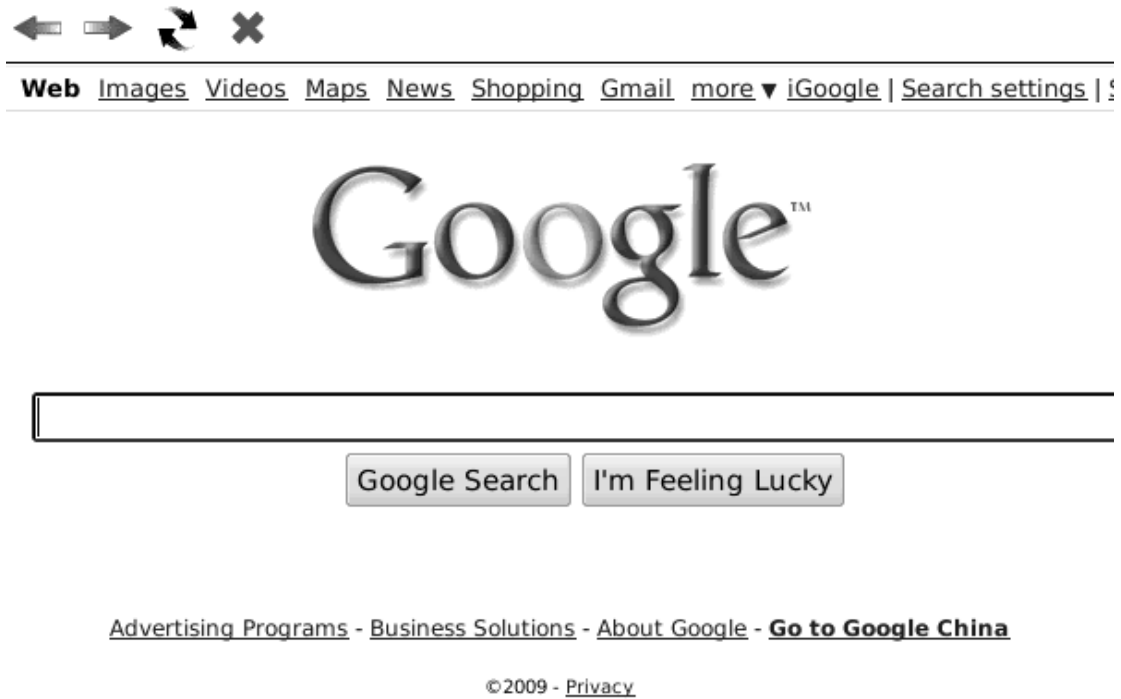 Web Images Videos Maps News Shopping Gmail more ▼ iGoogle | Search settings |
Google™
Google Search I'm Feeling Lucky
Advertising Programs - Business Solutions - About Google - Go to Google China
©2009 - Privacy